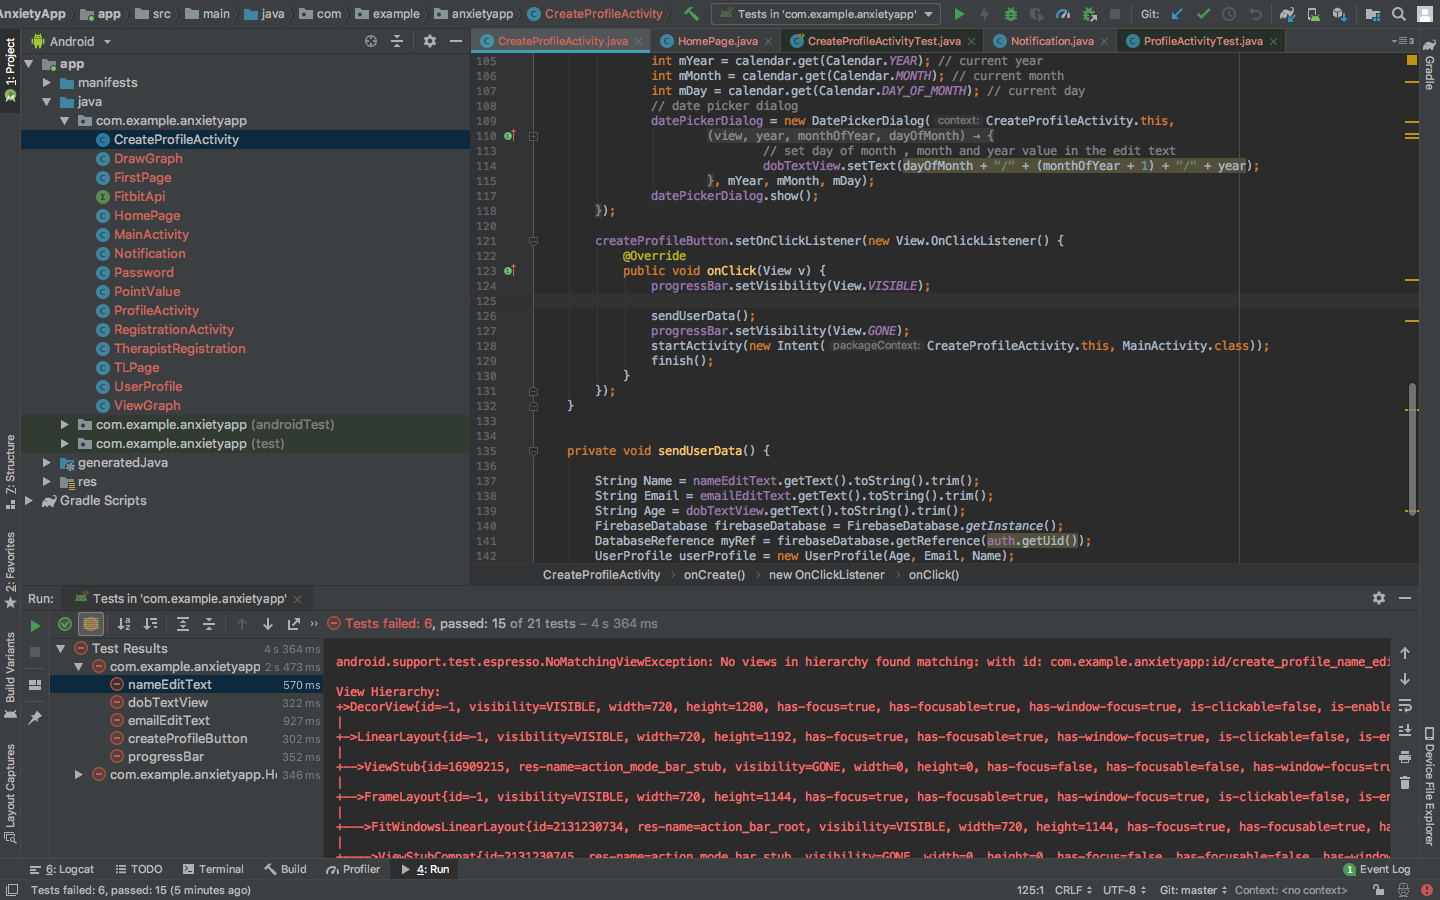 AnxietyApp app src main java com example anxietyapp CreateProfileActivity Tests in 'com.example.anxietyapp' Git:
Android
CreateProfileActivity.java HomePage.java CreateProfileActivityTest.java Notification.java ProfileActivityTest.java 3
1: Project
Z: Structure
2: Favorites
Build Variants
Layout Captures
Gradle
Device File Explorer
app
manifests
java
com.example.anxietyapp
CreateProfileActivity
DrawGraph
FirstPage
FitbitApi
HomePage
MainActivity
Notification
Password
PointValue
ProfileActivity
RegistrationActivity
TherapistRegistration
TLPage
UserProfile
ViewGraph
com.example.anxietyapp (androidTest)
com.example.anxietyapp (test)
generatedJava
res
Gradle Scripts
105 int mYear = calendar.get(Calendar.YEAR); // current year
106 int mMonth = calendar.get(Calendar.MONTH); // current month
107 int mDay = calendar.get(Calendar.DAY_OF_MONTH); // current day
108 // date picker dialog
109 datePickerDialog = new DatePickerDialog( context: CreateProfileActivity.this,
110 (view, year, monthOfYear, dayOfMonth) → {
113 // set day of month , month and year value in the edit text
114 dobTextView.setText(dayOfMonth + "/" + (monthOfYear + 1) + "/" + year);
115 }, mYear, mMonth, mDay);
117 datePickerDialog.show();
118 });
120
121 createProfileButton.setOnClickListener(new View.OnClickListener() {
122 @Override
123 public void onClick(View v) {
124 progressBar.setVisibility(View.VISIBLE);
125
126 sendUserData();
127 progressBar.setVisibility(View.GONE);
128 startActivity(new Intent( packageContext: CreateProfileActivity.this, MainActivity.class));
129 finish();
130 }
131 });
132 }
133
134
135 private void sendUserData() {
136
137 String Name = nameEditText.getText().toString().trim();
138 String Email = emailEditText.getText().toString().trim();
139 String Age = dobTextView.getText().toString().trim();
140 FirebaseDatabase firebaseDatabase = FirebaseDatabase.getInstance();
141 DatabaseReference myRef = firebaseDatabase.getReference(auth.getUid());
142 UserProfile userProfile = new UserProfile(Age, Email, Name);
CreateProfileActivity onCreate() new OnClickListener onClick()
Run: Tests in 'com.example.anxietyapp'
Tests failed: 6, passed: 15 of 21 tests – 4 s 364 ms
Test Results 4 s 364 ms
com.example.anxietyapp 2 s 473 ms
nameEditText 570 ms
dobTextView 322 ms
emailEditText 927 ms
createProfileButton 302 ms
progressBar 352 ms
com.example.anxietyapp.H 346 ms
android.support.test.espresso.NoMatchingViewException: No views in hierarchy found matching: with id: com.example.anxietyapp:id/create_profile_name_edi
View Hierarchy:
+>DecorView{id=-1, visibility=VISIBLE, width=720, height=1280, has-focus=true, has-focusable=true, has-window-focus=true, is-clickable=false, is-enable
|
+->LinearLayout{id=-1, visibility=VISIBLE, width=720, height=1192, has-focus=true, has-focusable=true, has-window-focus=true, is-clickable=false, is-en
|
+-->ViewStub{id=16909215, res-name=action_mode_bar_stub, visibility=GONE, width=0, height=0, has-focus=false, has-focusable=false, has-window-focus=tru
|
+-->FrameLayout{id=-1, visibility=VISIBLE, width=720, height=1144, has-focus=true, has-focusable=true, has-window-focus=true, is-clickable=false, is-en
|
+--->FitWindowsLinearLayout{id=2131230734, res-name=action_bar_root, visibility=VISIBLE, width=720, height=1144, has-focus=true, has-focusable=true, ha
|
+---->ViewStubCompat{id=2131230745, res-name=action_mode_bar_stub, visibility=GONE, width=0, height=0, has-focus=false, has-focusable=false, has-window
6: Logcat TODO Terminal Build Profiler 4: Run 1 Event Log
Tests failed: 6, passed: 15 (5 minutes ago) 125:1 CRLF UTF-8 Git: master Context: <no context>